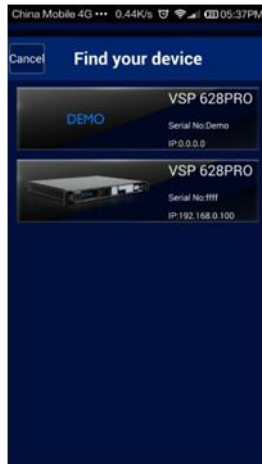 China Mobile 4G ••• 0.44K/s 05:37PM
Cancel
Find your device
DEMO
VSP 628PRO
Serial No:Demo
IP:0.0.0.0
VSP 628PRO
Serial No:ffff
IP:192.168.0.100